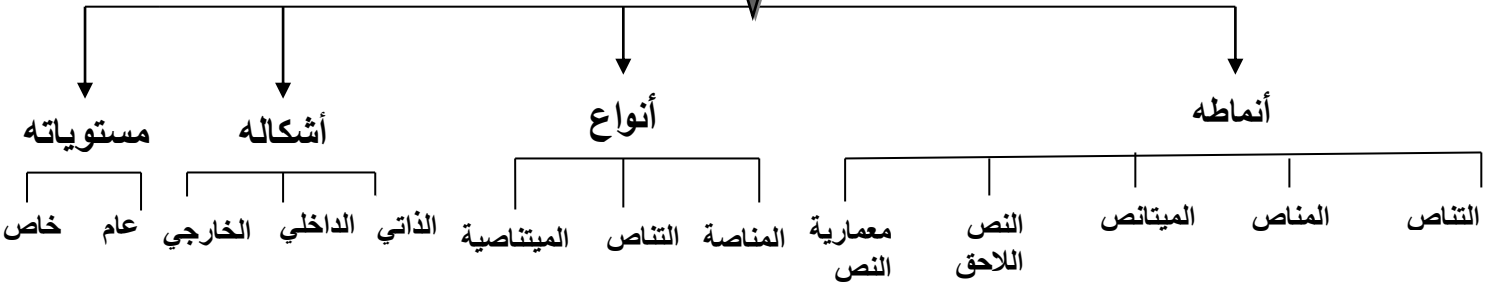 أنماطه
أنواع
أشكاله
مستوياته
التناص
المناص
الميتانص
النص
اللاحق
معمارية
النص
المناصة
التناص
الميتناصية
الذاتي
الداخلي
الخارجي
عام
خاص